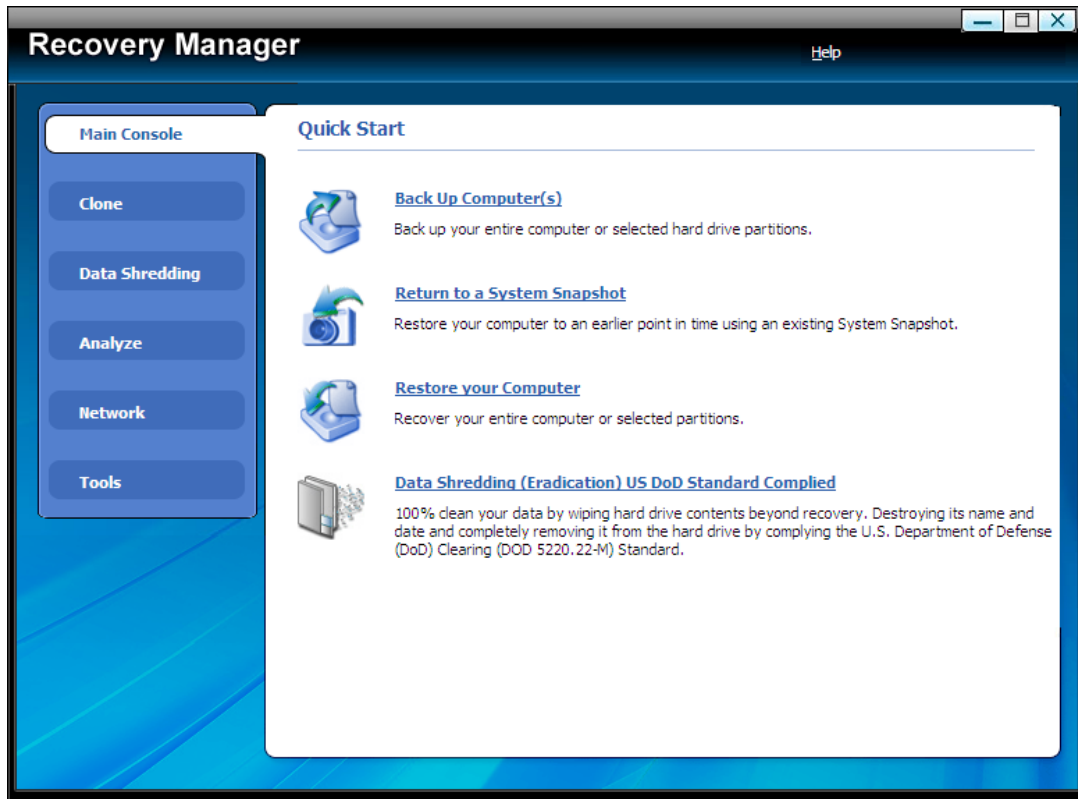 Recovery Manager
Help
Main Console
Clone
Data Shredding
Analyze
Network
Tools
Quick Start
Back Up Computer(s)
Back up your entire computer or selected hard drive partitions.
Return to a System Snapshot
Restore your computer to an earlier point in time using an existing System Snapshot.
Restore your Computer
Recover your entire computer or selected partitions.
Data Shredding (Eradication) US DoD Standard Complied
100% clean your data by wiping hard drive contents beyond recovery. Destroying its name and
date and completely removing it from the hard drive by complying the U.S. Department of Defense
(DoD) Clearing (DOD 5220.22-M) Standard.